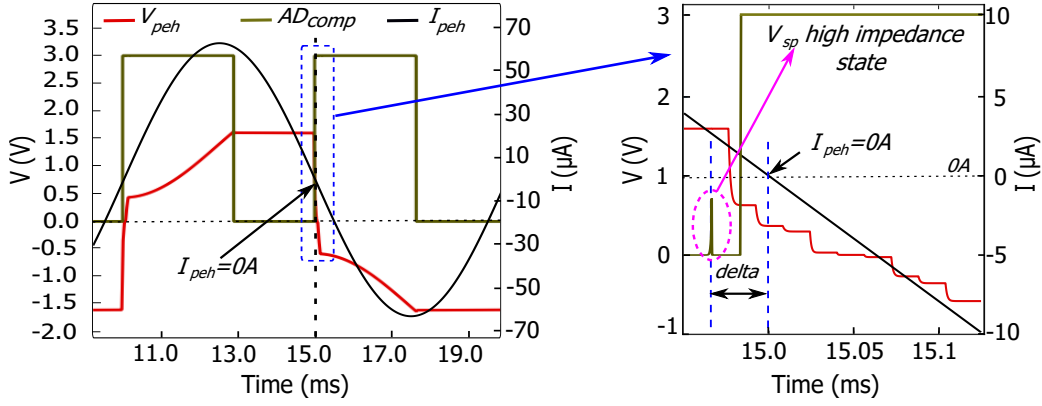 V_peh AD_comp I_peh
V (V)
3.5
3.0
2.5
2.0
1.5
1.0
0.5
0.0
-0.5
-1.0
-1.5
-2.0
70
50
30
10
-10
-30
-50
-70
I (μA)
I_peh=0A
11.0 13.0 15.0 17.0 19.0
Time (ms)
V (V)
3
2
1
0
-1
V_sp high impedance
state
I_peh=0A
0A
delta
10
5
0
-5
-10
I (μA)
15.0 15.05 15.1
Time (ms)